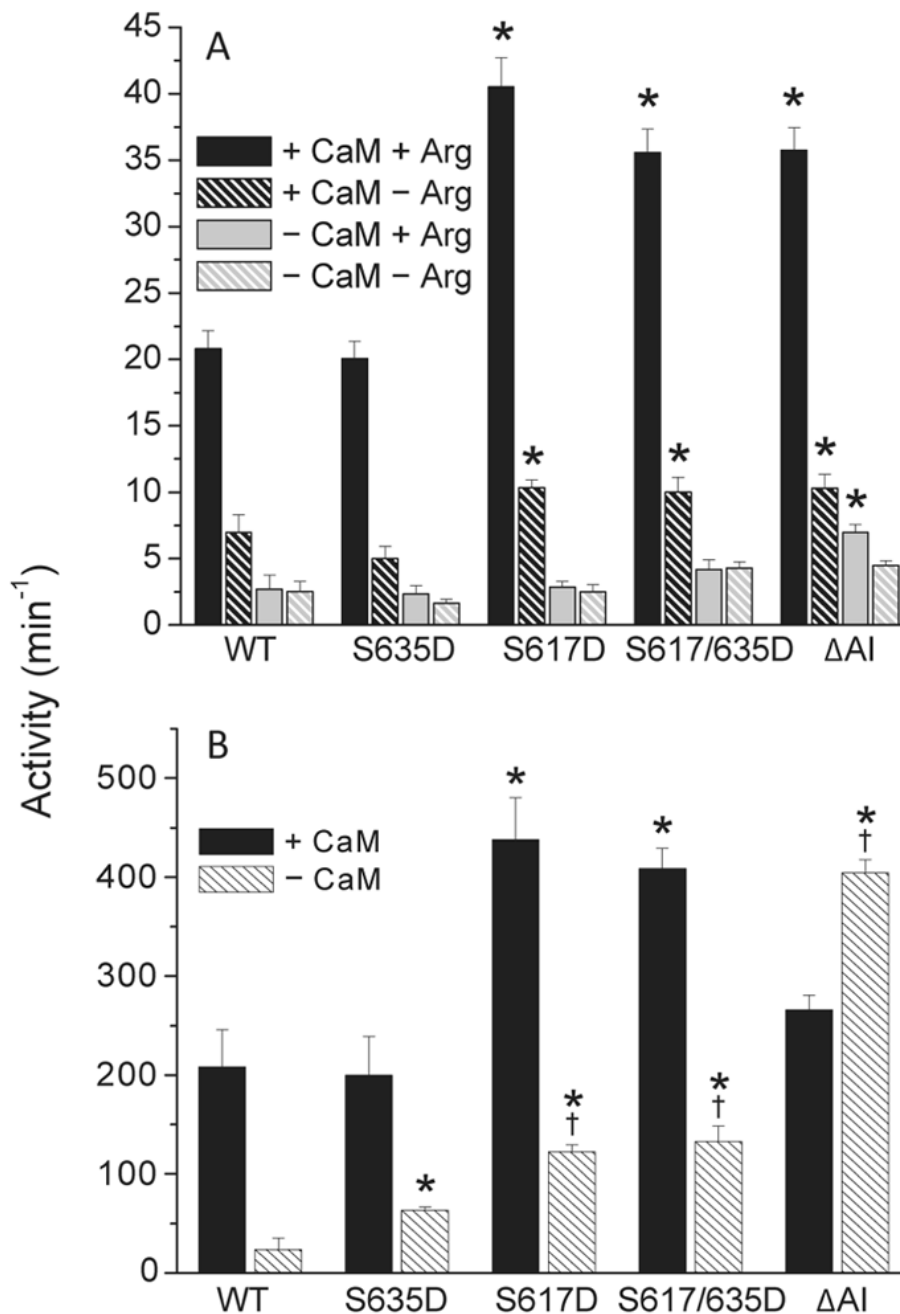 Activity (min⁻¹)
A
45
40
35
30
25
20
15
10
5
0
+ CaM + Arg
+ CaM − Arg
− CaM + Arg
− CaM − Arg
*
*
*
*
*
*
*
WT S635D S617D S617/635D ΔAI
B
500
400
300
200
100
0
+ CaM
− CaM
*
*
*
†
*
†
*
†
*
WT S635D S617D S617/635D ΔAI